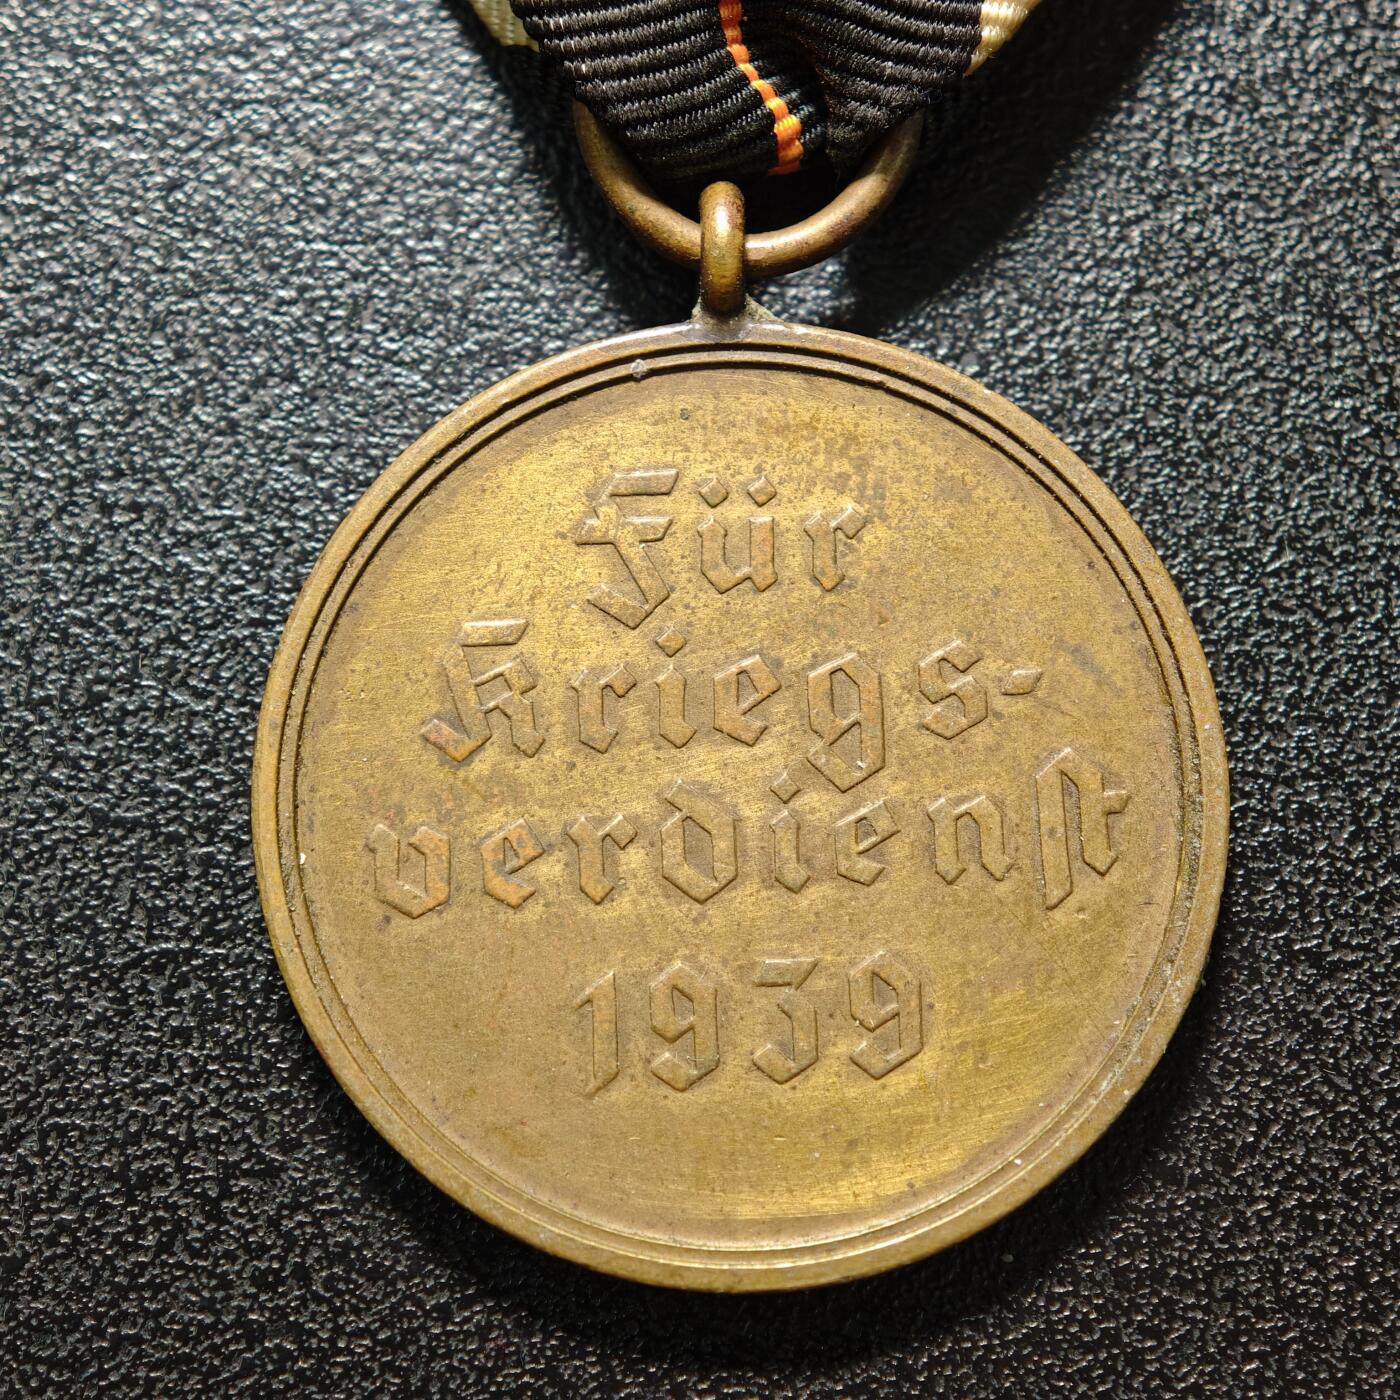 Für
Kriegs-
verdienst
1939